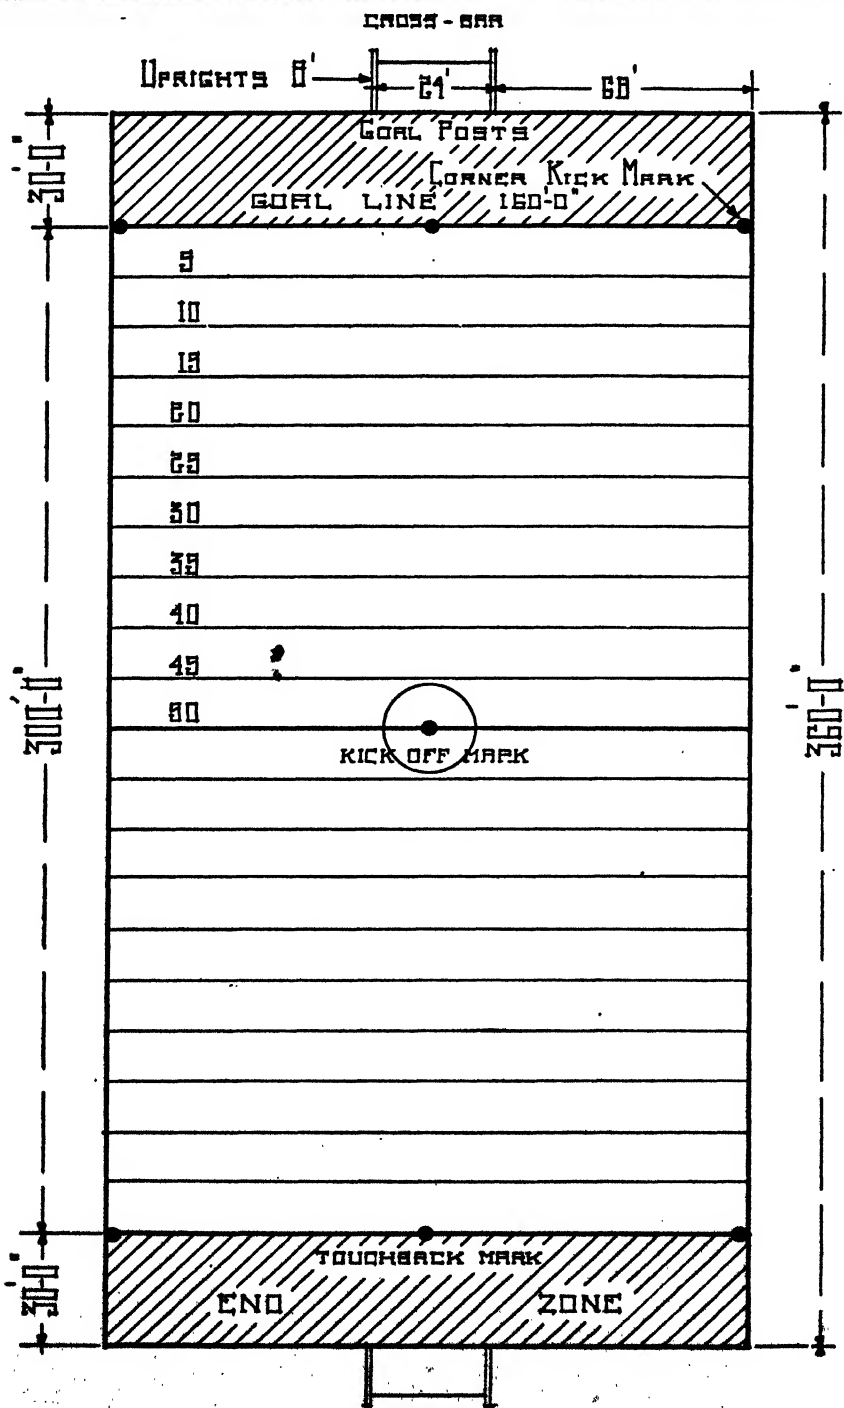 CROSS-BAR
UPRIGHTS 8'
24'
68'
GOAL POSTS
30'-0"
CORNER KICK MARK
GOAL LINE 160'-0"
5
10
15
20
25
30
35
40
45
50
KICK OFF MARK
300'-0"
360'-0"
TOUCHBACK MARK
30'-0"
END ZONE